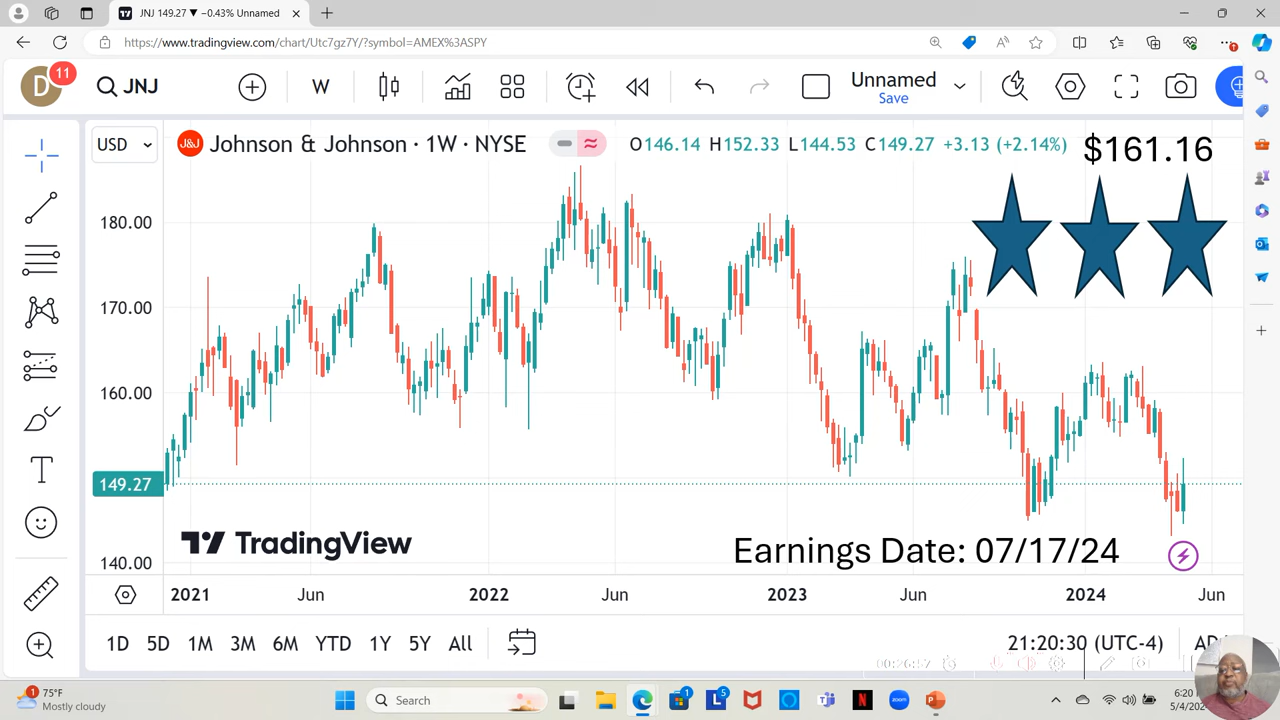 JNJ 149.27 ▼ −0.43% Unnamed
https://www.tradingview.com/chart/Utc7gz7Y/?symbol=AMEX%3ASPY
D 11 JNJ W Unnamed
Save
USD
J&J Johnson & Johnson · 1W · NYSE O146.14 H152.33 L144.53 C149.27 +3.13 (+2.14%) $161.16
180.00
170.00
160.00
149.27
TradingView
140.00
Earnings Date: 07/17/24
2021 Jun 2022 Jun 2023 Jun 2024 Jun
1D 5D 1M 3M 6M YTD 1Y 5Y All 21:20:30 (UTC-4)
00:26:57
75°F
Mostly cloudy
Search